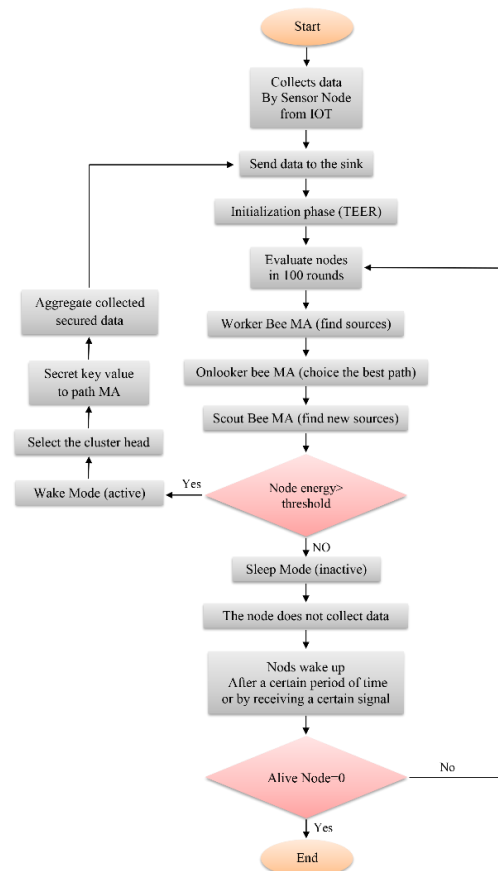 Start
Collects data
By Sensor Node
from IOT
Send data to the sink
Initialization phase (TEER)
Evaluate nodes
in 100 rounds
Worker Bee MA (find sources)
Onlooker bee MA (choice the best path)
Scout Bee MA (find new sources)
Node energy>
threshold
Yes
Wake Mode (active)
Select the cluster head
Secret key value
to path MA
Aggregate collected
secured data
NO
Sleep Mode (inactive)
The node does not collect data
Nods wake up
After a certain period of time
or by receiving a certain signal
Alive Node=0
No
Yes
End